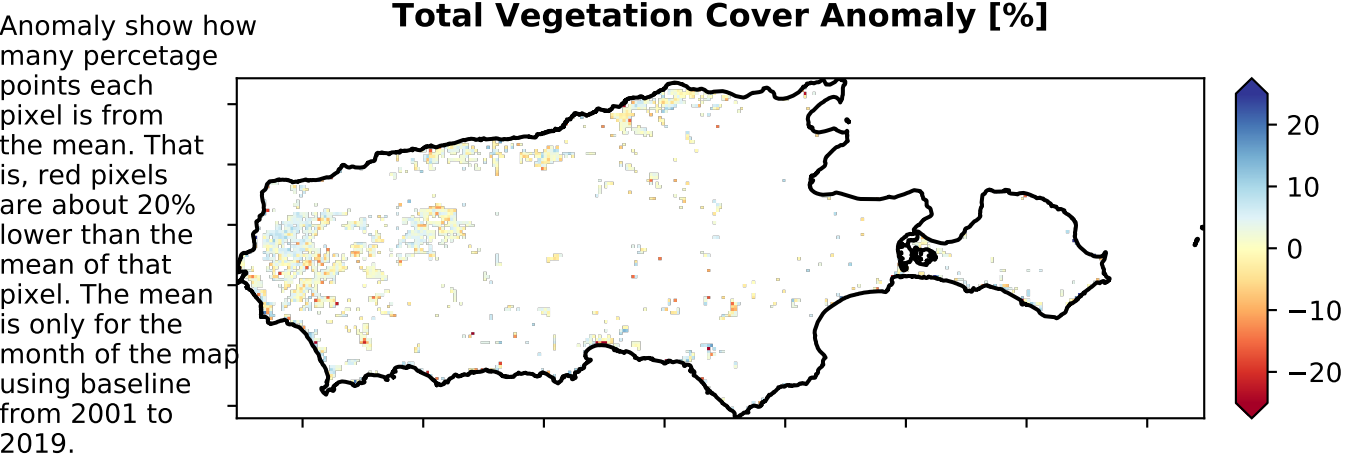 Total Vegetation Cover Anomaly [%]
Anomaly show how
many percetage
points each
pixel is from
the mean. That
is, red pixels
are about 20%
lower than the
mean of that
pixel. The mean
is only for the
month of the map
using baseline
from 2001 to
2019.
20
10
0
−10
−20